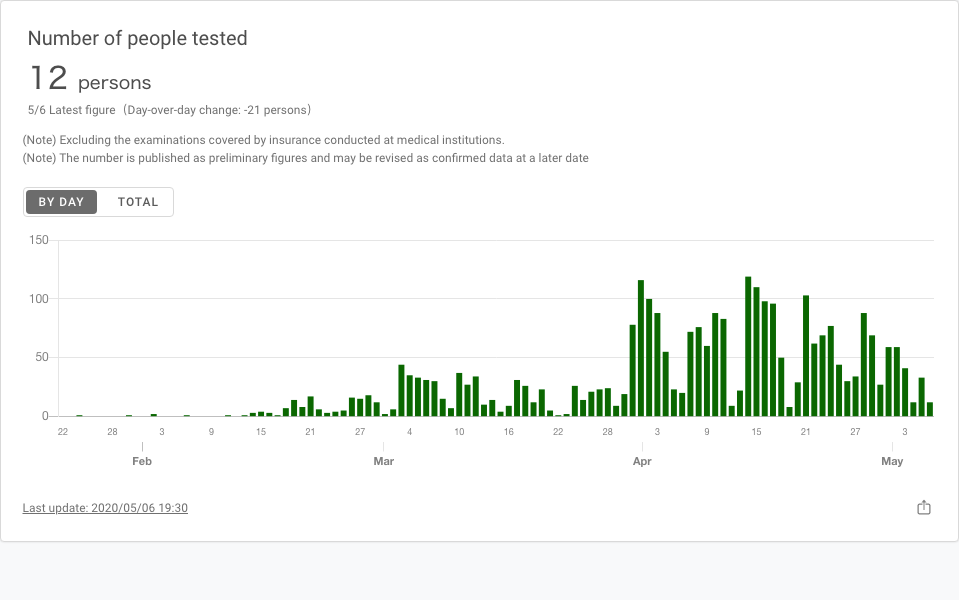 Number of people tested
12 persons
5/6 Latest figure（Day-over-day change: -21 persons）
(Note) Excluding the examinations covered by insurance conducted at medical institutions.
(Note) The number is published as preliminary figures and may be revised as confirmed data at a later date
BY DAY TOTAL
150
100
50
0
22 28 3 9 15 21 27 4 10 16 22 28 3 9 15 21 27 3
Feb Mar Apr May
Last update: 2020/05/06 19:30